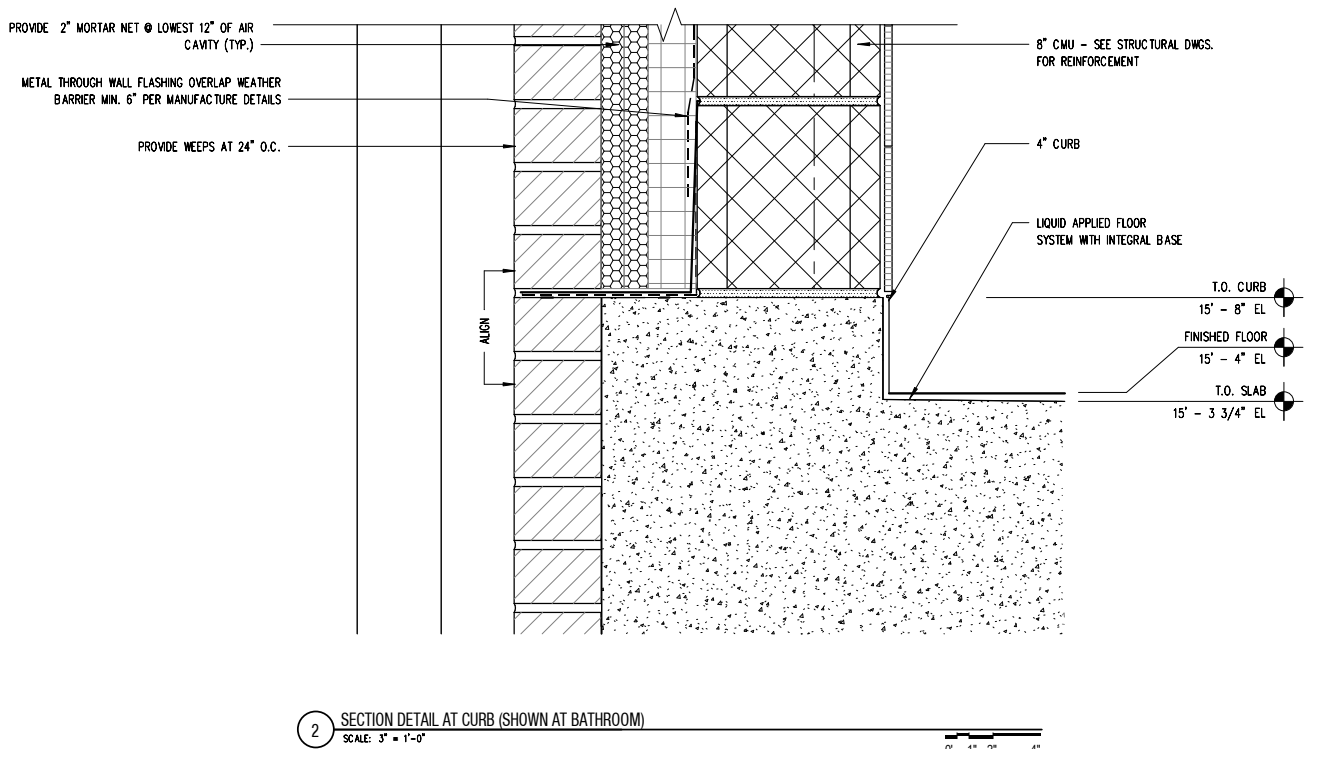 PROVIDE 2" MORTAR NET @ LOWEST 12" OF AIR
CAVITY (TYP.)
METAL THROUGH WALL FLASHING OVERLAP WEATHER
BARRIER MIN. 6" PER MANUFACTURE DETAILS
PROVIDE WEEPS AT 24" O.C.
ALIGN
8" CMU - SEE STRUCTURAL DWGS.
FOR REINFORCEMENT
4" CURB
LIQUID APPLIED FLOOR
SYSTEM WITH INTEGRAL BASE
T.O. CURB
15' - 8" EL
FINISHED FLOOR
15' - 4" EL
T.O. SLAB
15' - 3 3/4" EL
2
SECTION DETAIL AT CURB (SHOWN AT BATHROOM)
SCALE: 3" = 1'-0"